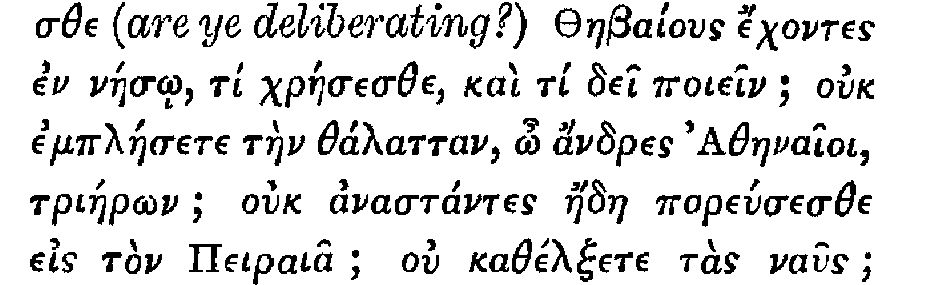 σθε (are ye deliberating?) Θηβαίους ἔχοντες
ἐν νήσῳ, τί χρήσεσθε, καὶ τί δεῖ ποιεῖν ; οὐκ
ἐμπλήσετε τὴν θάλατταν, ὦ ἄνδρες Ἀθηναῖοι,
τριήρων ; οὐκ ἀναστάντες ἤδη πορεύσεσθε
εἰς τὸν Πειραιᾶ ; οὐ καθέλξετε τὰς ναῦς ;